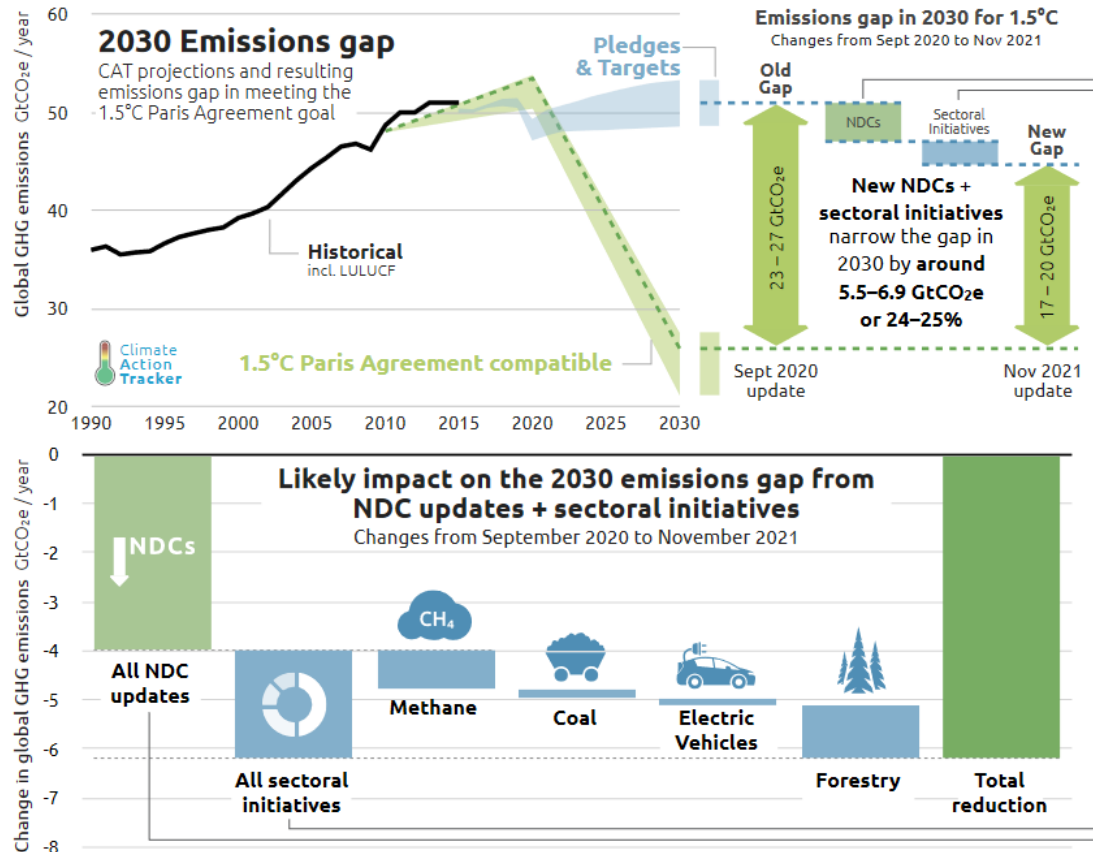 Global GHG emissions GtCO₂e / year
60
50
40
30
20
2030 Emissions gap
CAT projections and resulting
emissions gap in meeting the
1.5°C Paris Agreement goal
Historical
incl. LULUCF
Pledges
& Targets
1.5°C Paris Agreement compatible
Climate
Action
Tracker
1990
1995
2000
2005
2010
2015
2020
2025
2030
Emissions gap in 2030 for 1.5°C
Changes from Sept 2020 to Nov 2021
Old
Gap
NDCs
Sectoral
Initiatives
New
Gap
23 – 27 GtCO₂e
New NDCs +
sectoral initiatives
narrow the gap in
2030 by around
5.5–6.9 GtCO₂e
or 24–25%
17 – 20 GtCO₂e
Sept 2020
update
Nov 2021
update
Change in global GHG emissions GtCO₂e / year
0
-1
-2
-3
-4
-5
-6
-7
-8
Likely impact on the 2030 emissions gap from
NDC updates + sectoral initiatives
Changes from September 2020 to November 2021
NDCs
CH₄
All NDC
updates
All sectoral
initiatives
Methane
Coal
Electric
Vehicles
Forestry
Total
reduction